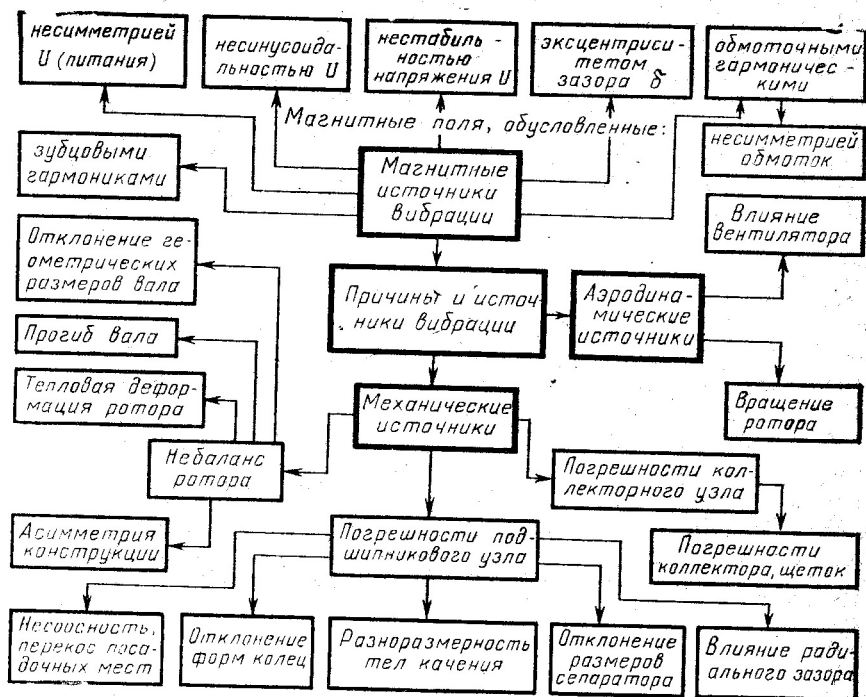 несимметрией
U (питания)
несинусоида-
льностью U
нестабиль-
ностью
напряжения U
эксцентриси-
тетом
зазора δ
обмоточными
гармоничес-
кими
Магнитные поля, обусловленные:
несимметрией
обмоток
зубцовыми
гармониками
Магнитные
источники
вибрации
Влияние
вентилятора
Отклонение ге-
ометрических
размеров вала
Причины и источ-
ники вибрации
Аэродина-
мические
источники
Прогиб вала
Тепловая дефор-
мация ротора
Механические
источники
Вращение
ротора
Небаланс
ротора
Погрешности кол-
лекторного узла
Асимметрия
конструкции
Погрешности под-
шипникового узла
Погрешности
коллектора, щеток
Несоосность,
перекос поса-
дочных мест
Отклонение
форм колец
Разноразмерность
тел качения
Отклонение
размеров
сепаратора
Влияние ради-
ального зазора